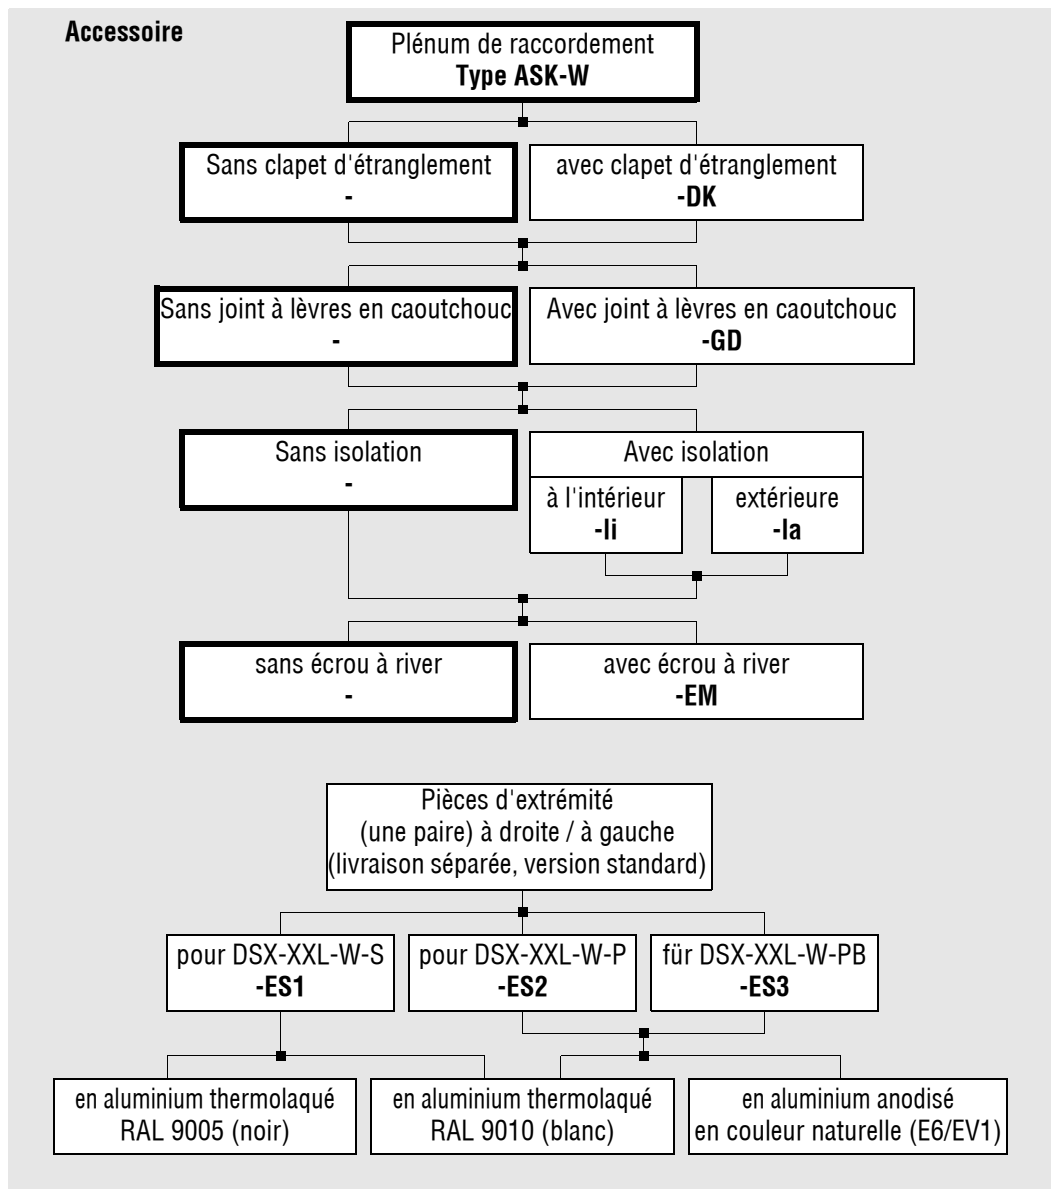 Accessoire
Plénum de raccordement
Type ASK-W
Sans clapet d'étranglement
-
avec clapet d'étranglement
-DK
Sans joint à lèvres en caoutchouc
-
Avec joint à lèvres en caoutchouc
-GD
Sans isolation
-
Avec isolation
à l'intérieur
-Ii
extérieure
-Ia
sans écrou à river
-
avec écrou à river
-EM
Pièces d'extrémité
(une paire) à droite / à gauche
(livraison séparée, version standard)
pour DSX-XXL-W-S
-ES1
pour DSX-XXL-W-P
-ES2
für DSX-XXL-W-PB
-ES3
en aluminium thermolaqué
RAL 9005 (noir)
en aluminium thermolaqué
RAL 9010 (blanc)
en aluminium anodisé
en couleur naturelle (E6/EV1)